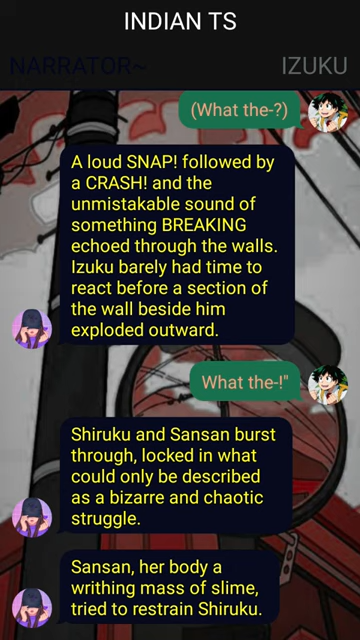 INDIAN TS
NARRATOR~ IZUKU
(What the-?)
A loud SNAP! followed by
a CRASH! and the
unmistakable sound of
something BREAKING
echoed through the walls.
Izuku barely had time to
react before a section of
the wall beside him
exploded outward.
What the-!"
Shiruku and Sansan burst
through, locked in what
could only be described
as a bizarre and chaotic
struggle.
Sansan, her body a
writhing mass of slime,
tried to restrain Shiruku.